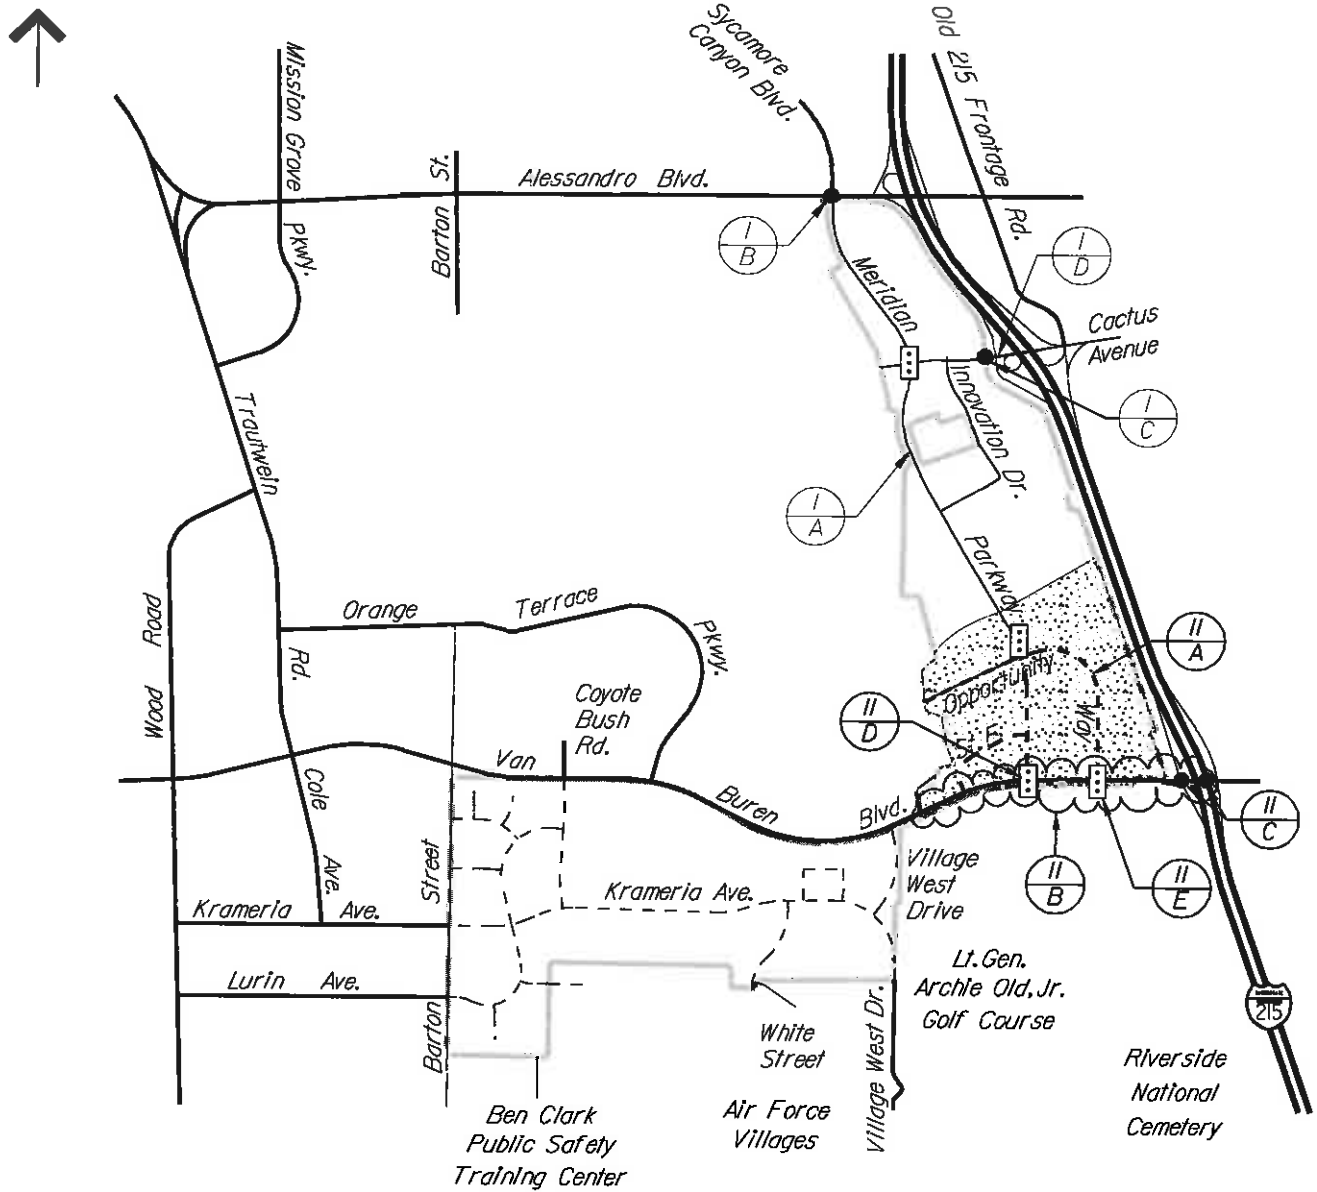 Sycamore
Canyon Blvd.
Old 215 Frontage Rd.
Mission Grove Pkwy.
Barton St.
Alessandro Blvd.
I
B
I
D
Meridian
Cactus
Avenue
Innovation Dr.
I
C
Trautwein
I
A
Parkway
Orange Terrace
Pkwy.
Wood Road
Rd.
II
A
Opportunity
Way
Coyote
Bush
Rd.
II
D
"E" St.
Van Buren Blvd.
Cole
Ave.
II
C
II
B
II
E
Village
West
Drive
Street
Krameria Ave.
Krameria Ave.
Lurin Ave.
Lt. Gen.
Archie Old, Jr.
Golf Course
215
Barton
White
Street
Village West Dr.
Riverside
National
Cemetery
Ben Clark
Public Safety
Training Center
Air Force
Villages